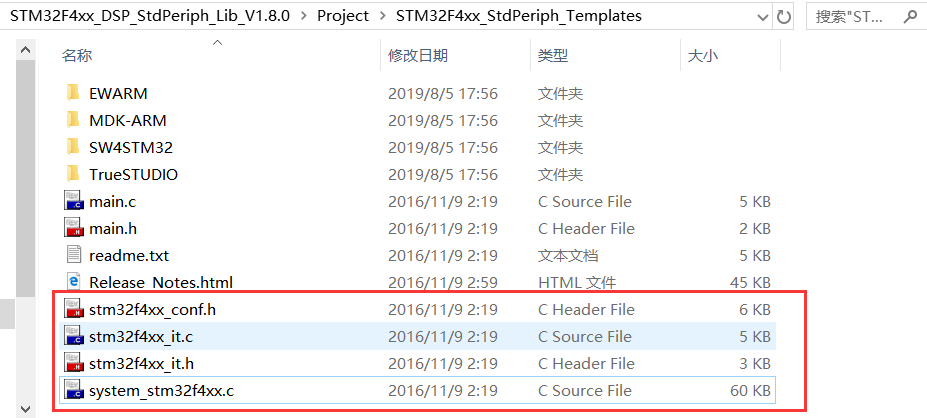 STM32F4xx_DSP_StdPeriph_Lib_V1.8.0 > Project > STM32F4xx_StdPeriph_Templates 搜索"ST...
名称 修改日期 类型 大小
EWARM 2019/8/5 17:56 文件夹
MDK-ARM 2019/8/5 17:56 文件夹
SW4STM32 2019/8/5 17:56 文件夹
TrueSTUDIO 2019/8/5 17:56 文件夹
main.c 2016/11/9 2:19 C Source File 5 KB
main.h 2016/11/9 2:19 C Header File 2 KB
readme.txt 2016/11/9 2:19 文本文档 5 KB
Release_Notes.html 2016/11/9 2:59 HTML 文件 45 KB
stm32f4xx_conf.h 2016/11/9 2:19 C Header File 6 KB
stm32f4xx_it.c 2016/11/9 2:19 C Source File 5 KB
stm32f4xx_it.h 2016/11/9 2:19 C Header File 3 KB
system_stm32f4xx.c 2016/11/9 2:19 C Source File 60 KB